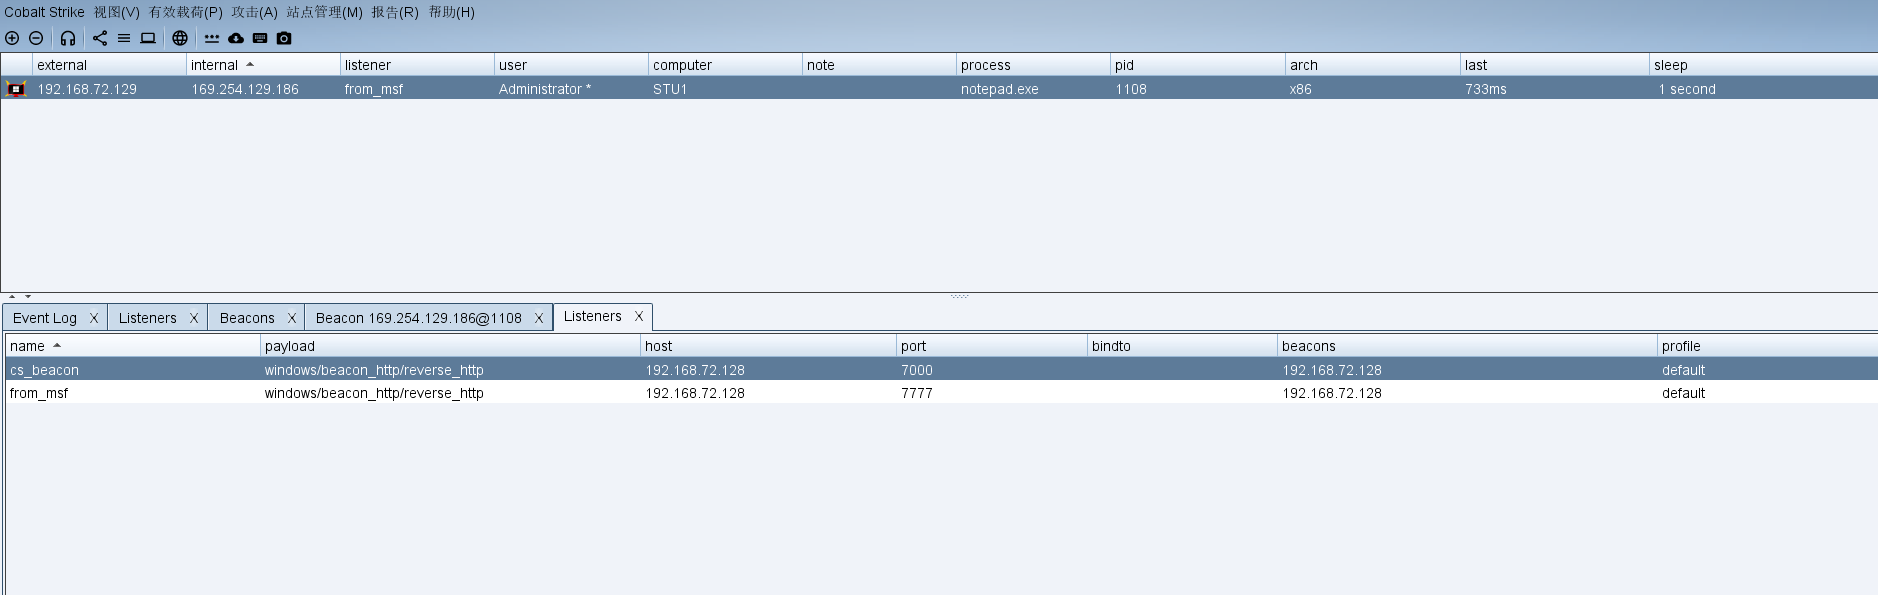 Cobalt Strike 视图(V) 有效载荷(P) 攻击(A) 站点管理(M) 报告(R) 帮助(H)
external internal listener user computer note process pid arch last sleep
192.168.72.129 169.254.129.186 from_msf Administrator * STU1 notepad.exe 1108 x86 733ms 1 second
Event Log X Listeners X Beacons X Beacon 169.254.129.186@1108 X Listeners X
name payload host port bindto beacons profile
cs_beacon windows/beacon_http/reverse_http 192.168.72.128 7000 192.168.72.128 default
from_msf windows/beacon_http/reverse_http 192.168.72.128 7777 192.168.72.128 default